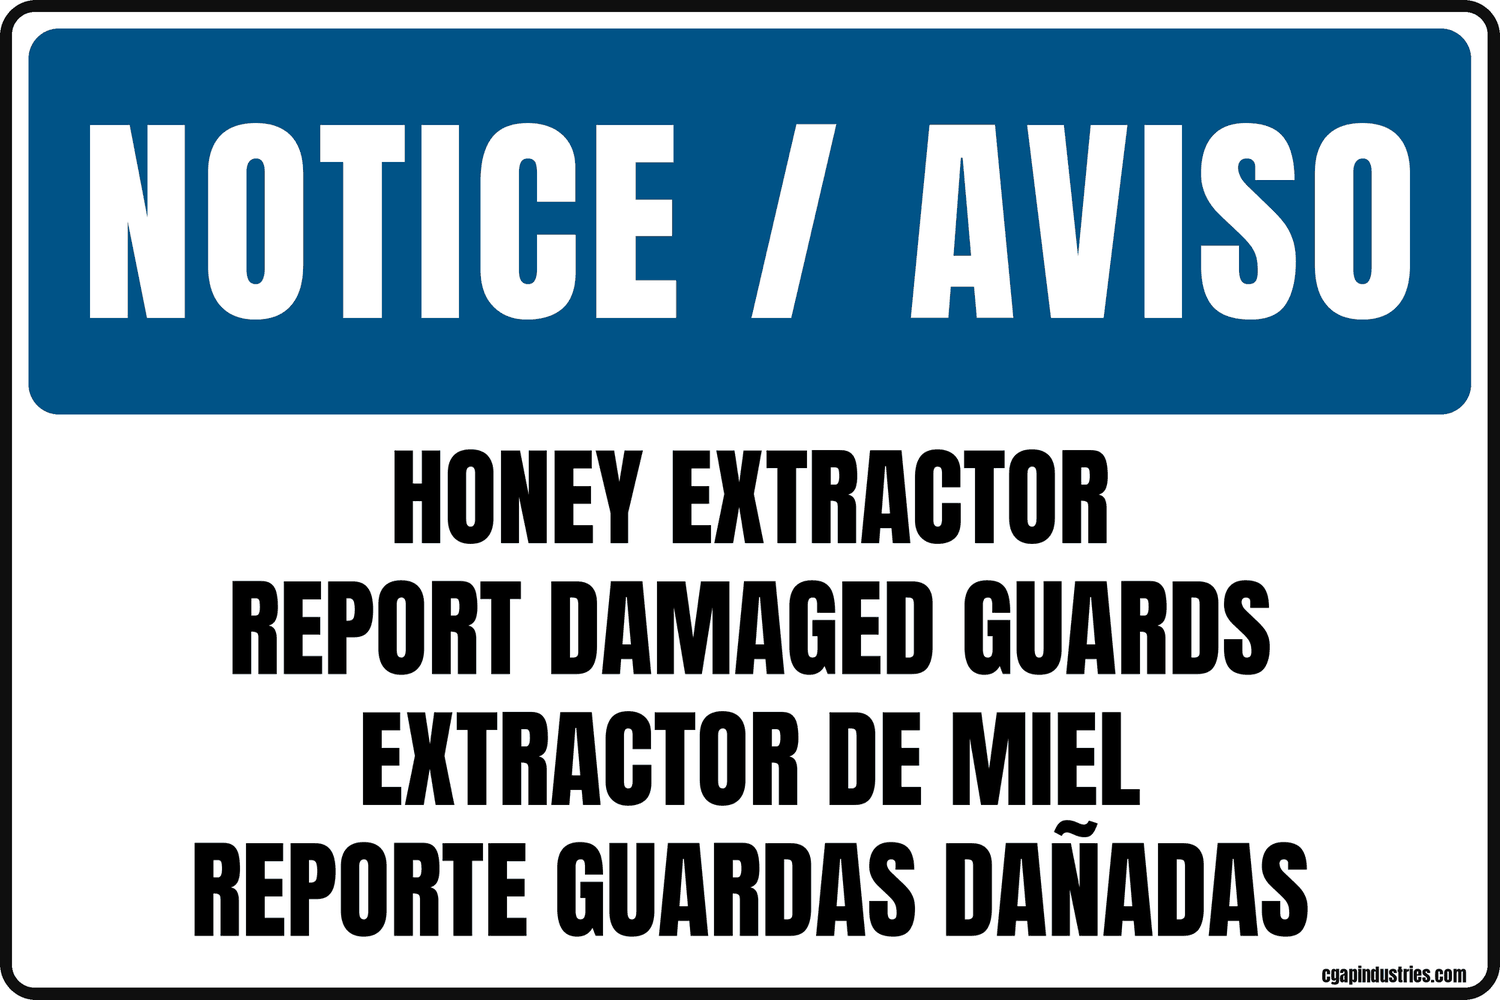 NOTICE / AVISO
HONEY EXTRACTOR
REPORT DAMAGED GUARDS
EXTRACTOR DE MIEL
REPORTE GUARDAS DAÑADAS
cgapindustries.com